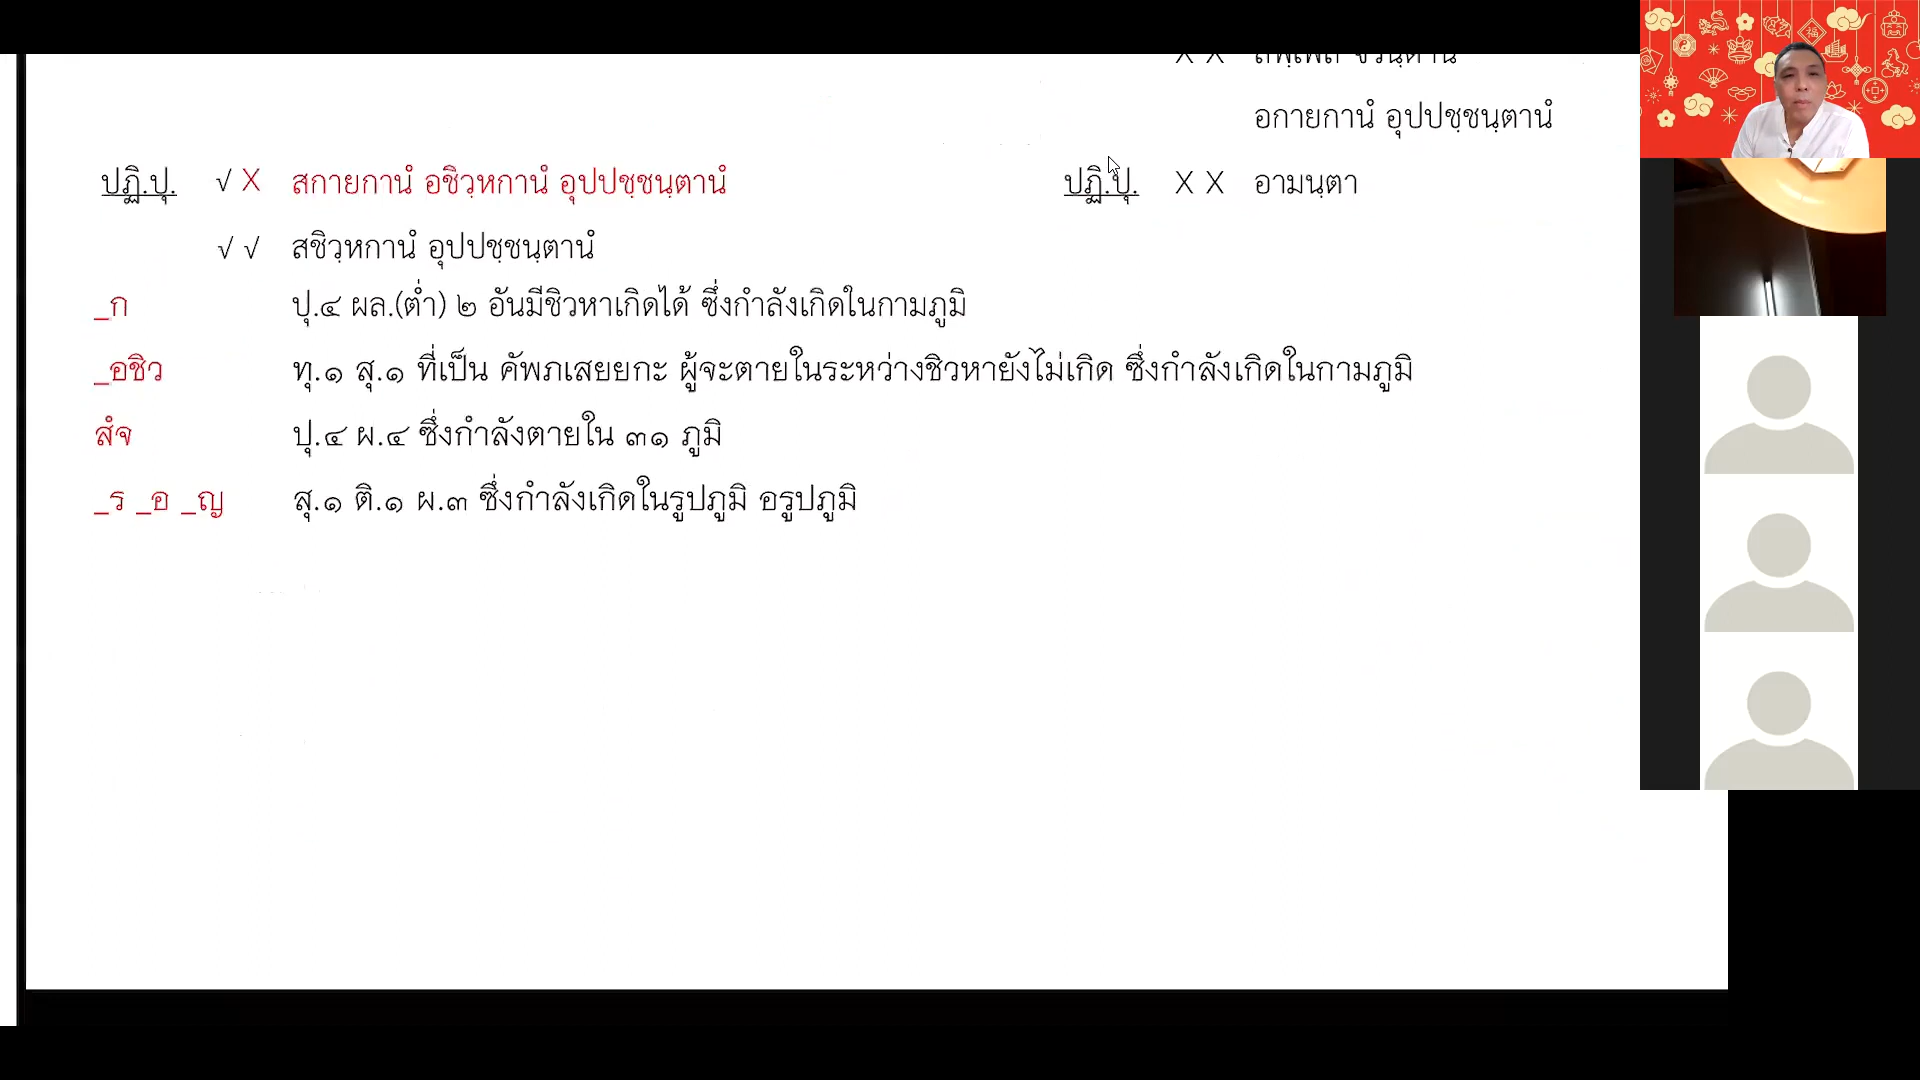 X X
อกายกานํ อุปปชฺชนฺตานํ
ปฏิ.ปุ. √ X สกายกานํ อชิวฺหกานํ อุปปชฺชนฺตานํ
ปฏิ.ปุ. X X อามนฺตา
√ √ สชิวฺหกานํ อุปปชฺชนฺตานํ
_ก ปุ.๔ ผล.(ต่ำ) ๒ อันมีชิวหาเกิดได้ ซึ่งกำลังเกิดในกามภูมิ
_อชิว ทุ.๑ สุ.๑ ที่เป็น คัพภเสยยกะ ผู้จะตายในระหว่างชิวหายังไม่เกิด ซึ่งกำลังเกิดในกามภูมิ
สํจ ปุ.๔ ผ.๔ ซึ่งกำลังตายใน ๓๑ ภูมิ
_ร _อ _ญ สุ.๑ ติ.๑ ผ.๓ ซึ่งกำลังเกิดในรูปภูมิ อรูปภูมิ
福